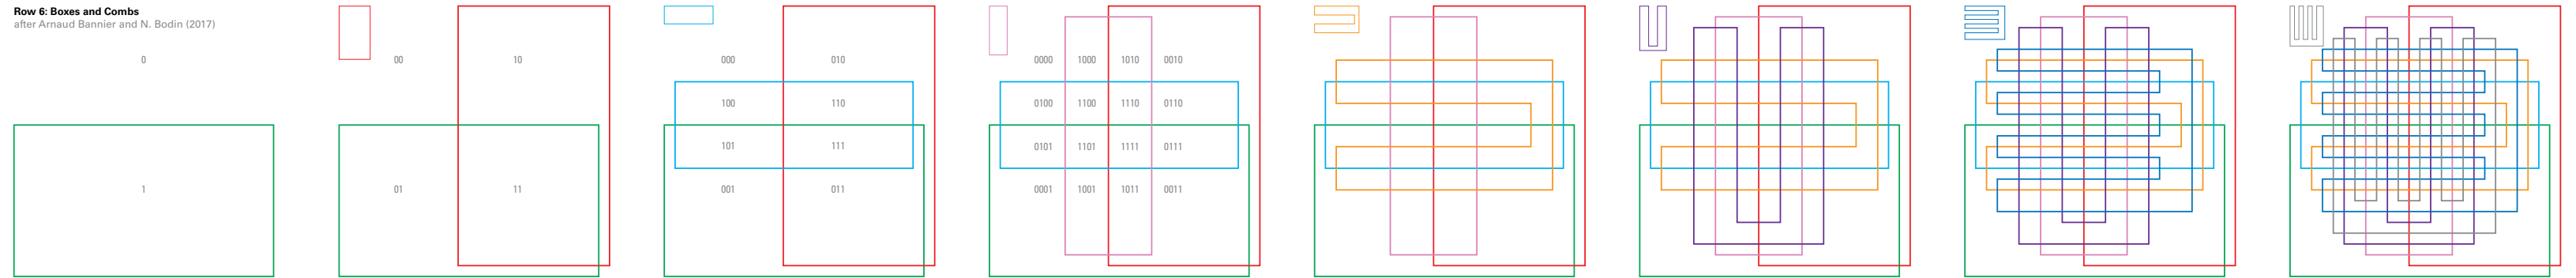 Row 6: Boxes and Combs
after Arnaud Bannier and N. Bodin (2017)
0
1
00 10
01 11
000 010
100 110
101 111
001 011
0000 1000 1010 0010
0100 1100 1110 0110
0101 1101 1111 0111
0001 1001 1011 0011